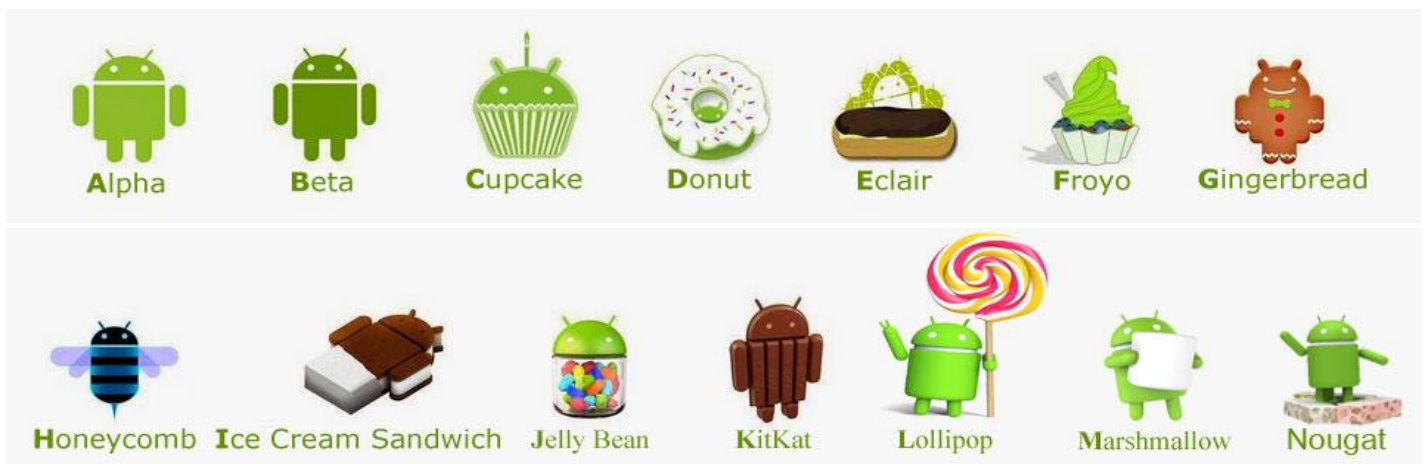 Alpha Beta Cupcake Donut Eclair Froyo Gingerbread
Honeycomb Ice Cream Sandwich Jelly Bean KitKat Lollipop Marshmallow Nougat